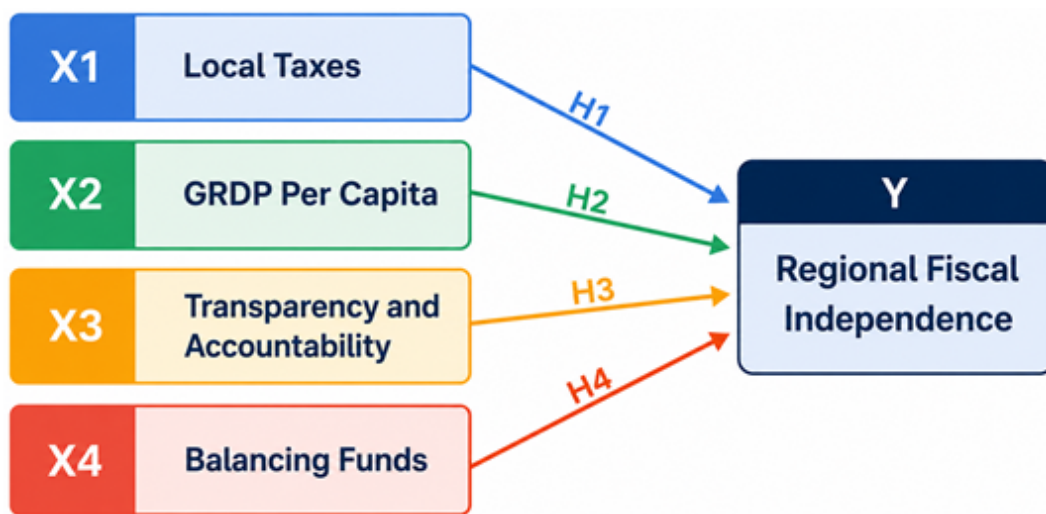 X1
Local Taxes
H1
X2
GRDP Per Capita
H2
Y
Regional Fiscal
Independence
X3
Transparency and
Accountability
H3
X4
Balancing Funds
H4